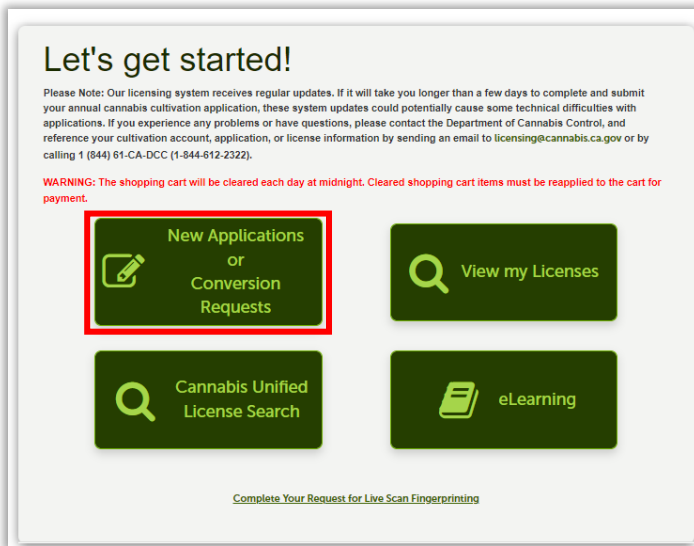 Let's get started!
Please Note: Our licensing system receives regular updates. If it will take you longer than a few days to complete and submit
your annual cannabis cultivation application, these system updates could potentially cause some technical difficulties with
applications. If you experience any problems or have questions, please contact the Department of Cannabis Control, and
reference your cultivation account, application, or license information by sending an email to licensing@cannabis.ca.gov or by
calling 1 (844) 61-CA-DCC (1-844-612-2322).
WARNING: The shopping cart will be cleared each day at midnight. Cleared shopping cart items must be reapplied to the cart for
payment.
New Applications
or
Conversion
Requests
View my Licenses
Cannabis Unified
License Search
eLearning
Complete Your Request for Live Scan Fingerprinting